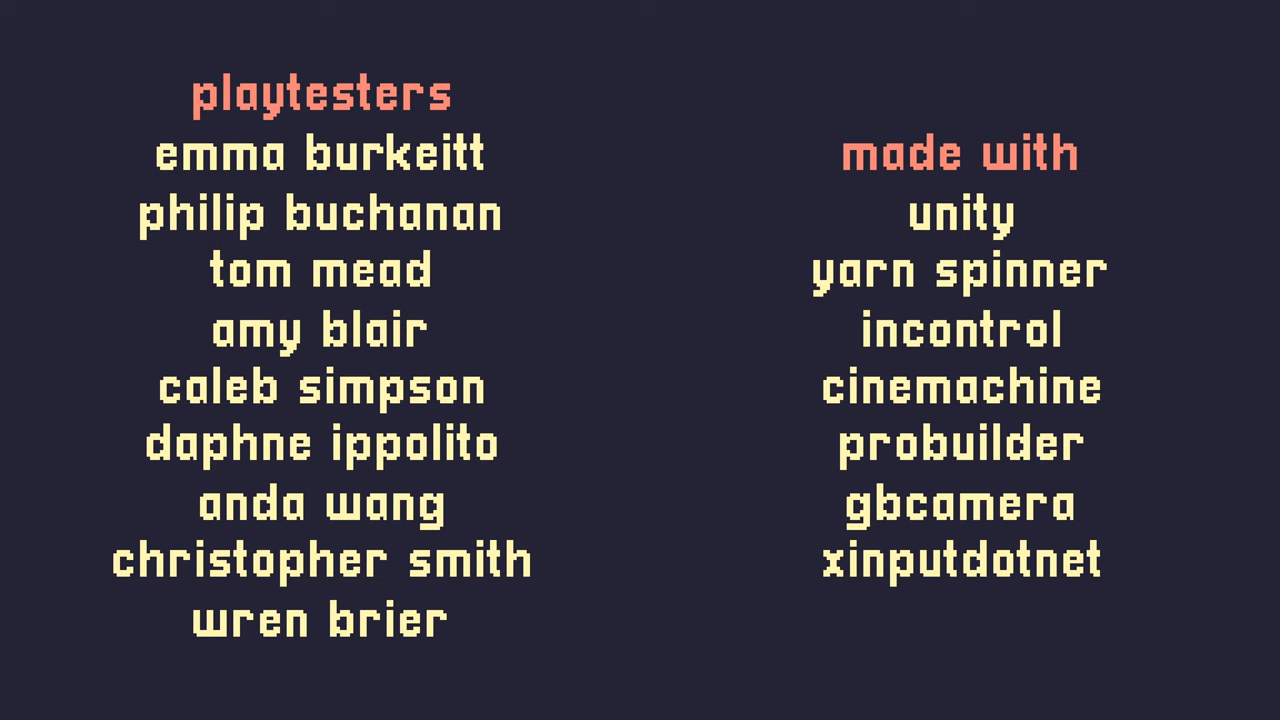 playtesters
emma burkeitt
philip buchanan
tom mead
amy blair
caleb simpson
daphne ippolito
anda wang
christopher smith
wren brier
made with
unity
yarn spinner
incontrol
cinemachine
probuilder
gbcamera
xinputdotnet